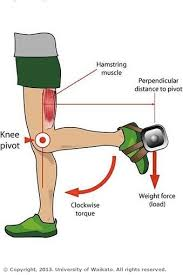 Hamstring
muscle
Perpendicular
distance to pivot
Knee
pivot
Weight force
(load)
Clockwise
torque
© Copyright, 2013. University of Waikato. All rights reserved.